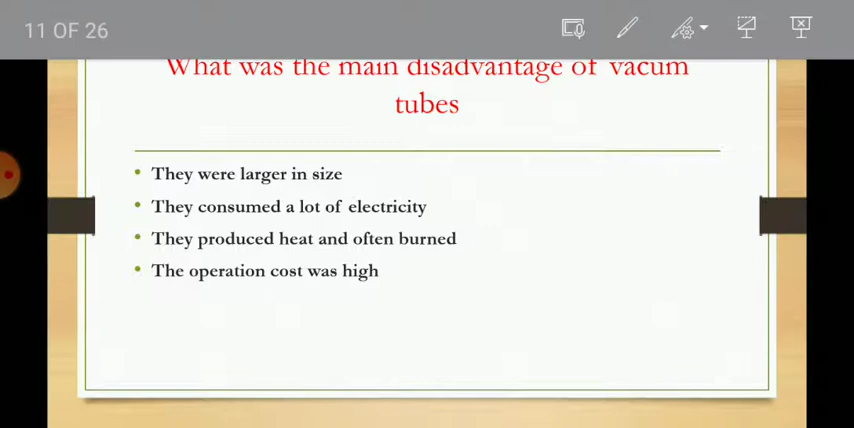 11 OF 26
What was the main disadvantage of vacum
tubes
• They were larger in size
• They consumed a lot of electricity
• They produced heat and often burned
• The operation cost was high